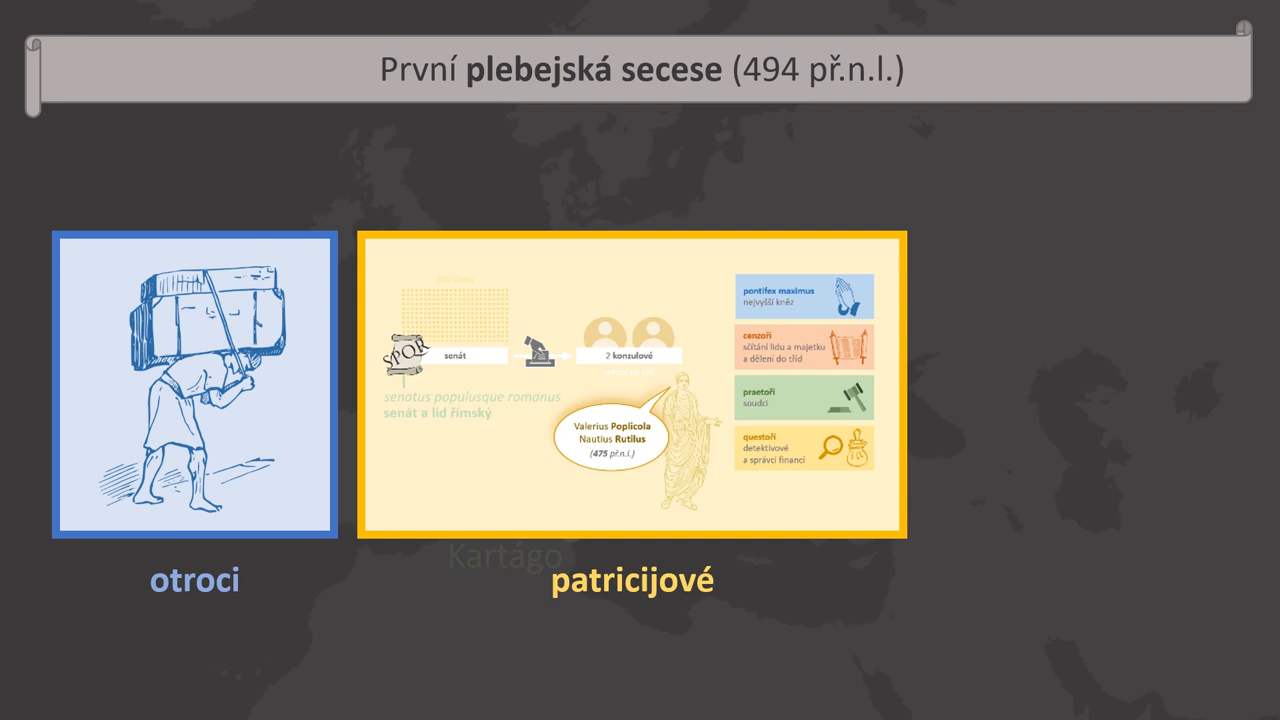 První plebejská secese (494 př.n.l.)
SPQR
senát
2 konzulové
senatus populusque romanus
senát a lid římský
Valerius Poplicola
Nautius Rutilus
(475 př.n.l.)
pontifex maximus
nejvyšší kněz
cenzoři
sčítání lidu a majetku
a dělení do tříd
praetoři
soudci
questoři
detektivové
a správci financí
Kartágo
otroci
patricijové